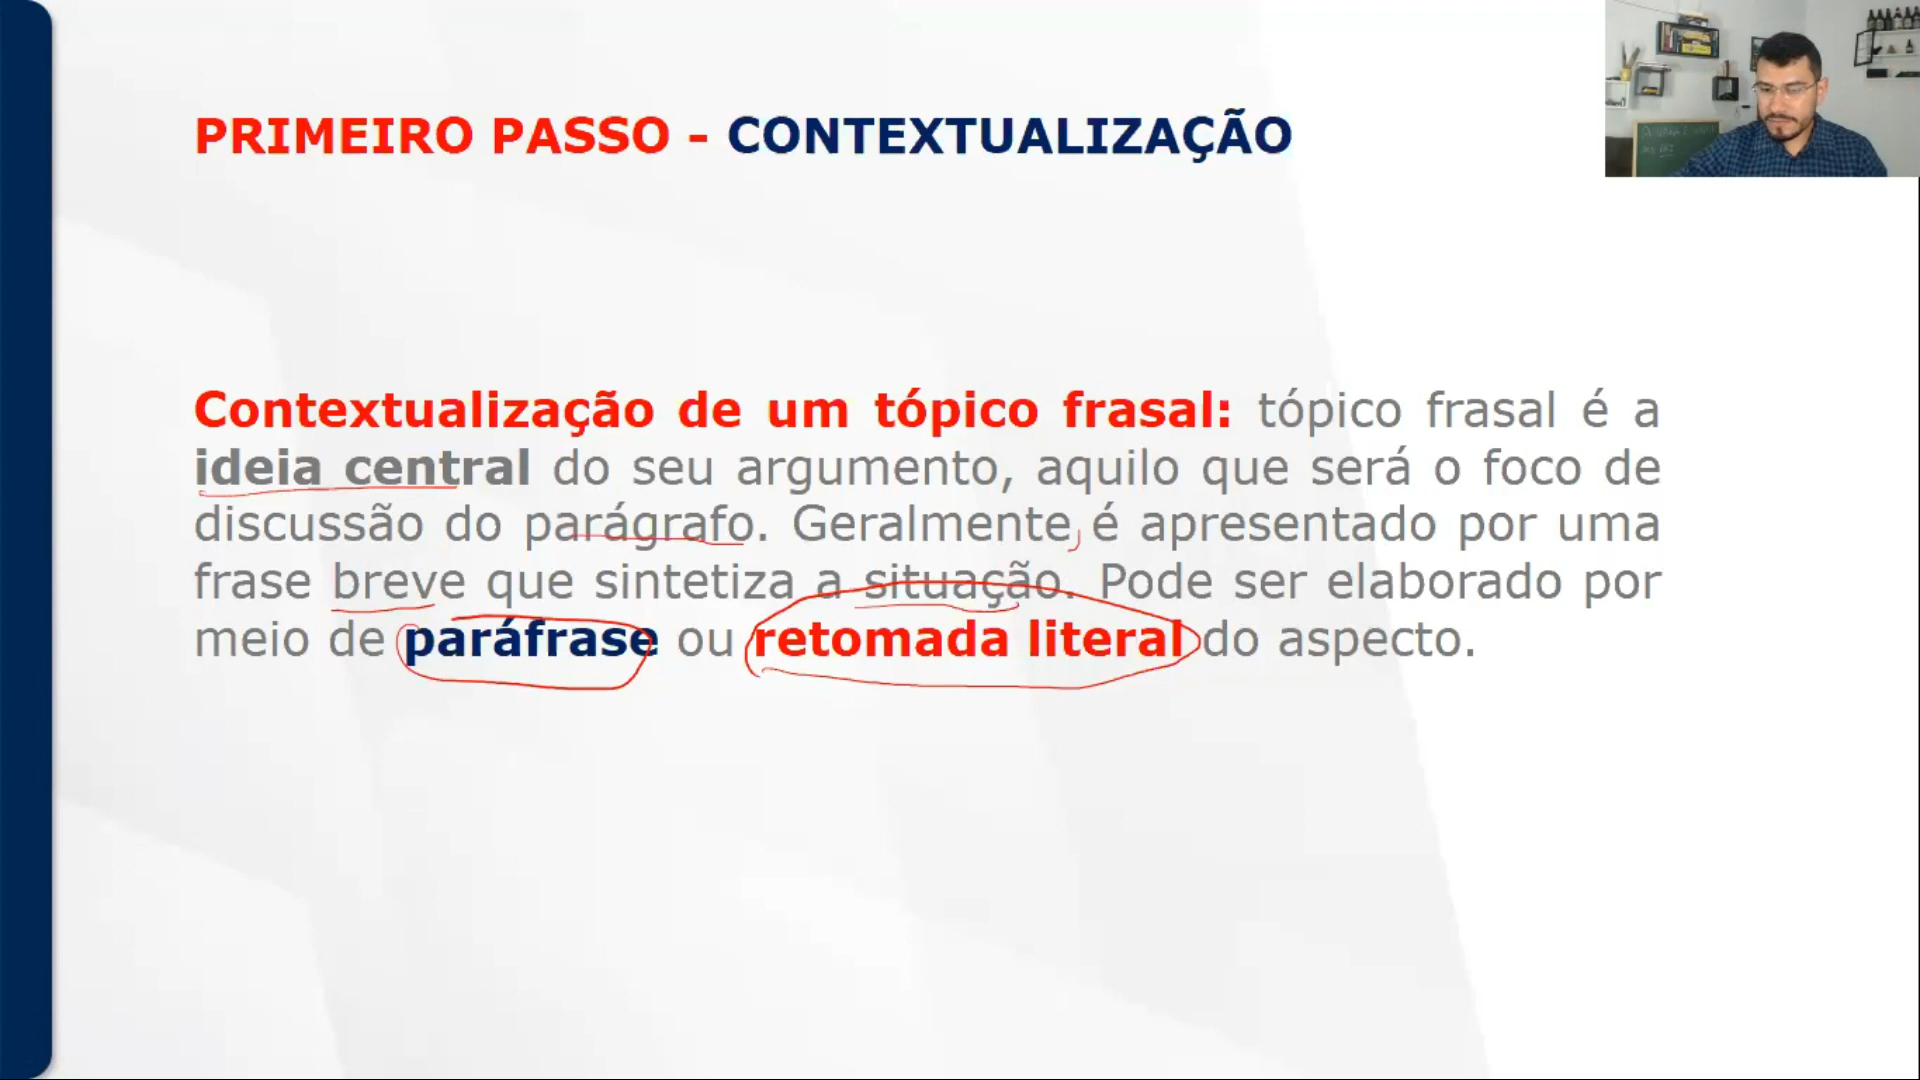 PRIMEIRO PASSO - CONTEXTUALIZAÇÃO
Contextualização de um tópico frasal: tópico frasal é a
ideia central do seu argumento, aquilo que será o foco de
discussão do parágrafo. Geralmente, é apresentado por uma
frase breve que sintetiza a situação. Pode ser elaborado por
meio de paráfrase ou retomada literal do aspecto.